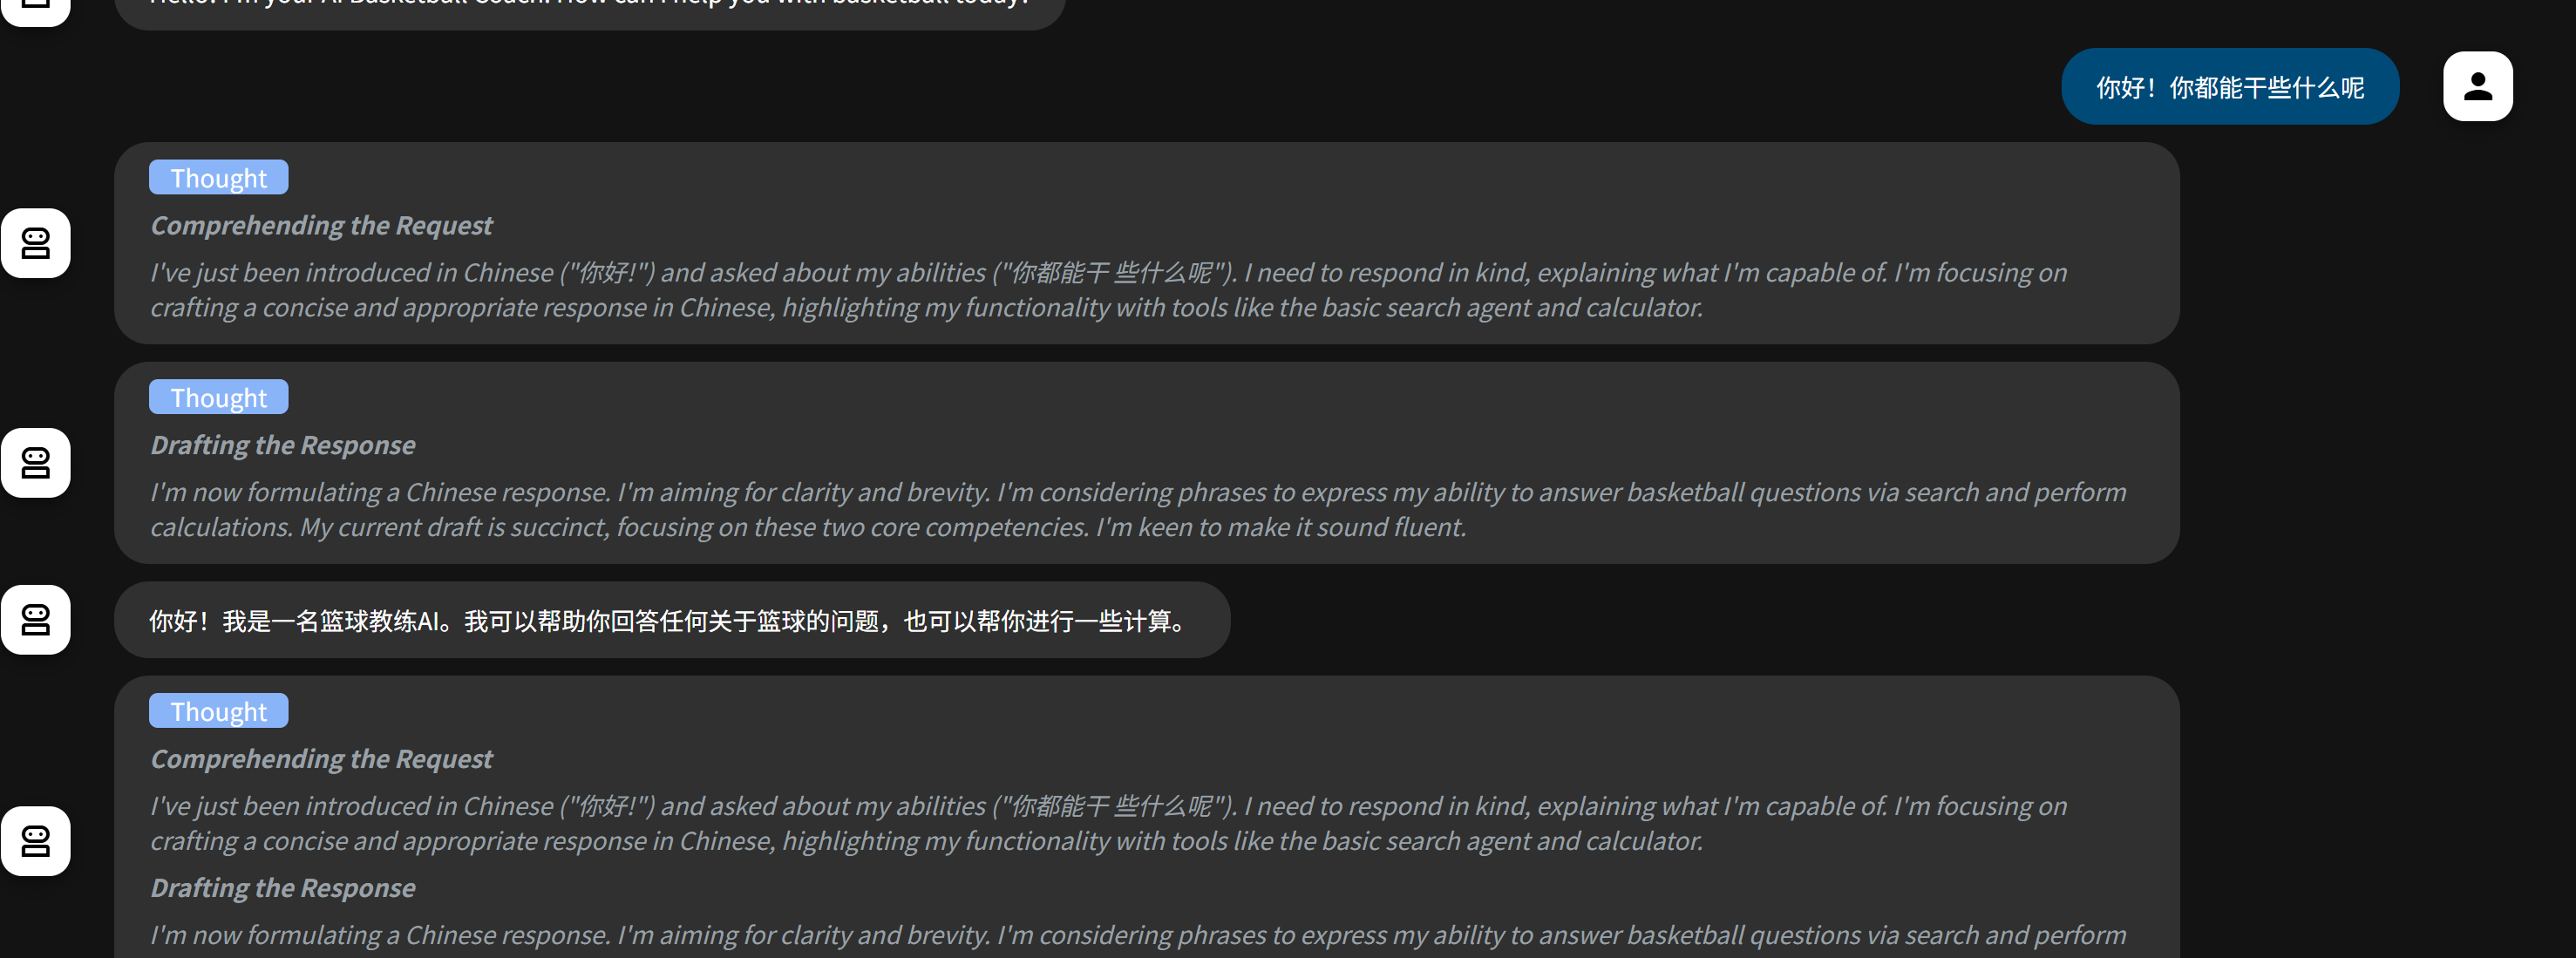 Hello! I'm your AI Basketball Coach. How can I help you with basketball today?
你好！你都能干些什么呢
Thought
Comprehending the Request
I've just been introduced in Chinese ("你好!") and asked about my abilities ("你都能干 些什么呢"). I need to respond in kind, explaining what I'm capable of. I'm focusing on
crafting a concise and appropriate response in Chinese, highlighting my functionality with tools like the basic search agent and calculator.
Thought
Drafting the Response
I'm now formulating a Chinese response. I'm aiming for clarity and brevity. I'm considering phrases to express my ability to answer basketball questions via search and perform
calculations. My current draft is succinct, focusing on these two core competencies. I'm keen to make it sound fluent.
你好！我是一名篮球教练AI。我可以帮助你回答任何关于篮球的问题，也可以帮你进行一些计算。
Thought
Comprehending the Request
I've just been introduced in Chinese ("你好!") and asked about my abilities ("你都能干 些什么呢"). I need to respond in kind, explaining what I'm capable of. I'm focusing on
crafting a concise and appropriate response in Chinese, highlighting my functionality with tools like the basic search agent and calculator.
Drafting the Response
I'm now formulating a Chinese response. I'm aiming for clarity and brevity. I'm considering phrases to express my ability to answer basketball questions via search and perform